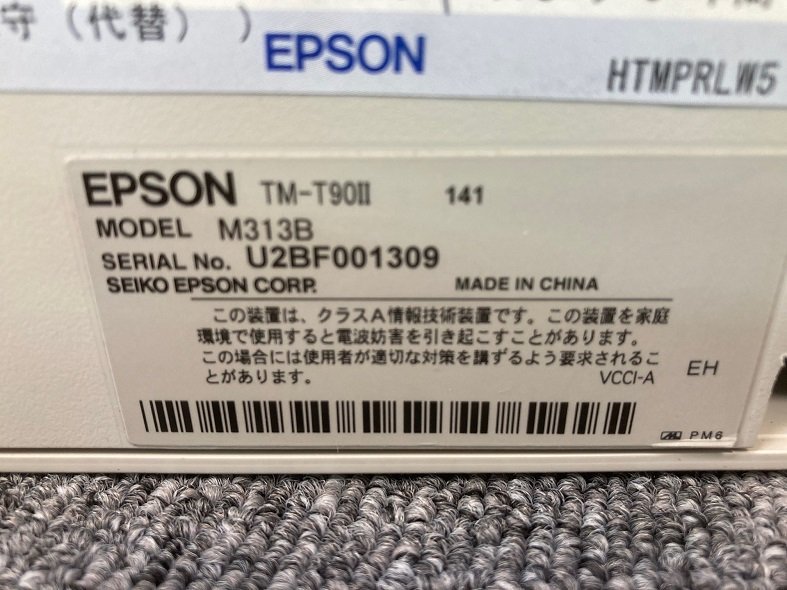 守（代替） ）
EPSON
HTMPRLW5
EPSON TM-T90II 141
MODEL M313B
SERIAL No. U2BF001309
SEIKO EPSON CORP. MADE IN CHINA
この装置は、クラスA情報技術装置です。この装置を家庭
環境で使用すると電波妨害を引き起こすことがあります。
この場合には使用者が適切な対策を講ずるよう要求されるこ
とがあります。
VCCI-A
EH
PM6